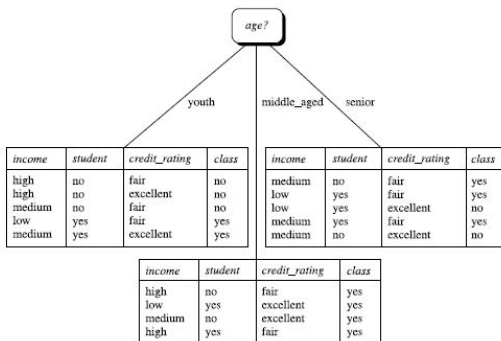 age?
youth
middle_aged
senior
income student credit_rating class
high no fair no
high no excellent no
medium no fair no
low yes fair yes
medium yes excellent yes
income student credit_rating class
medium no fair yes
low yes fair yes
low yes excellent no
medium yes fair yes
medium no excellent no
income student credit_rating class
high no fair yes
low yes excellent yes
medium no excellent yes
high yes fair yes